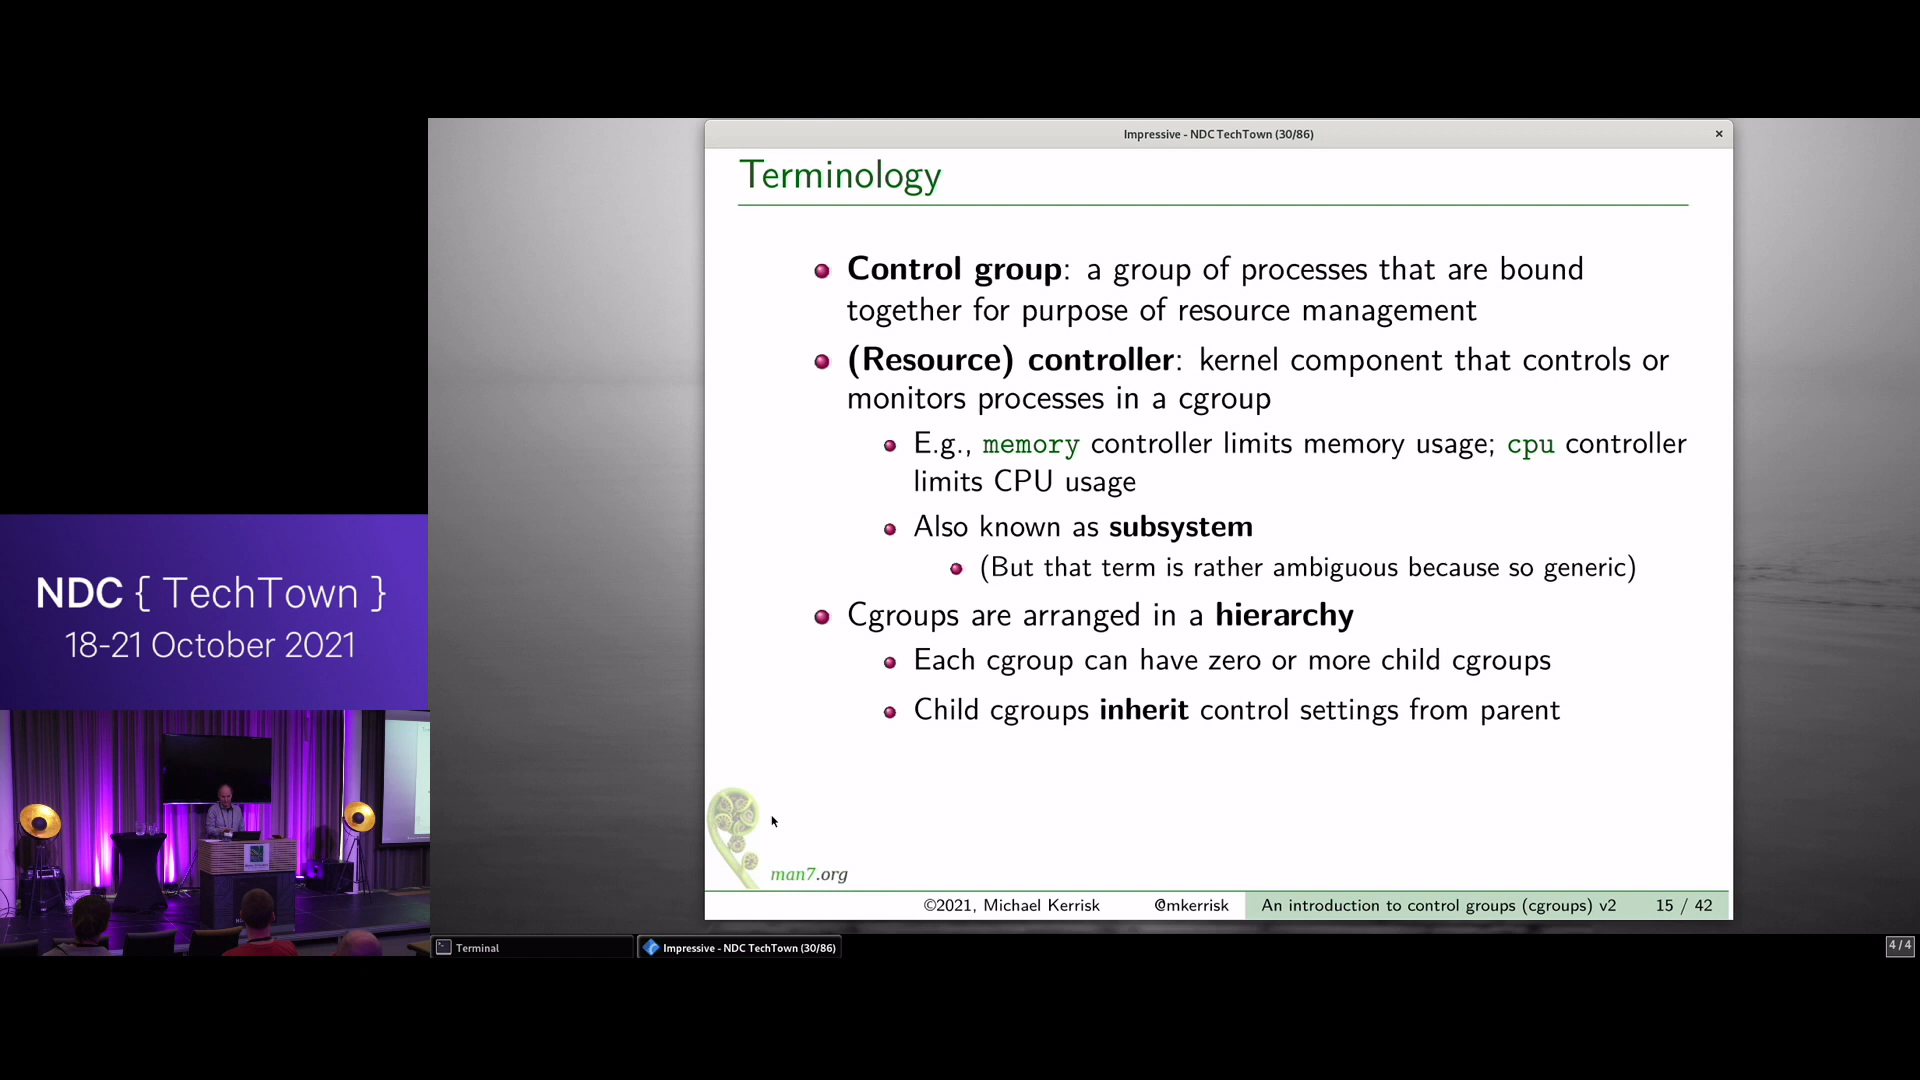 Impressive - NDC TechTown (30/86)
Terminology
Control group: a group of processes that are bound
together for purpose of resource management
(Resource) controller: kernel component that controls or
monitors processes in a cgroup
E.g., memory controller limits memory usage; cpu controller
limits CPU usage
Also known as subsystem
(But that term is rather ambiguous because so generic)
Cgroups are arranged in a hierarchy
Each cgroup can have zero or more child cgroups
Child cgroups inherit control settings from parent
man7.org
©2021, Michael Kerrisk @mkerrisk An introduction to control groups (cgroups) v2 15 / 42
NDC { TechTown }
18-21 October 2021
Terminal
Impressive - NDC TechTown (30/86)
4/4